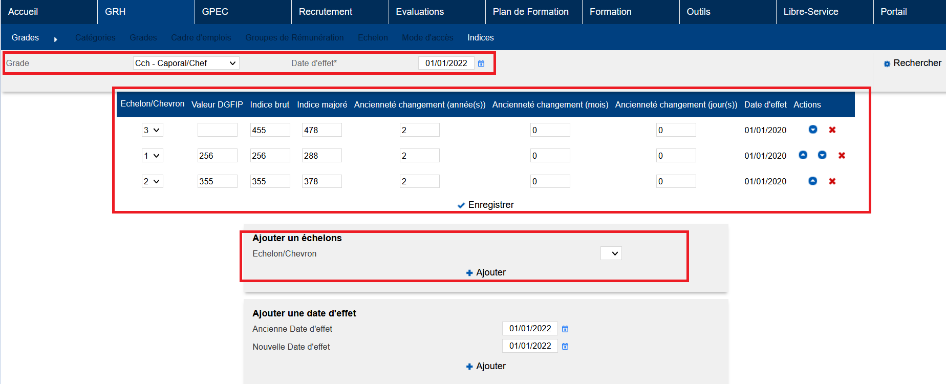 Accueil GRH GPEC Recrutement Evaluations Plan de Formation Formation Outils Libre-Service Portail
Grades Catégories Grades Cadre d'emplois Groupes de Rémunération Echelon Mode d'accès Indices
Grade Cch - Caporal/Chef Date d'effet* 01/01/2022 Rechercher
Echelon/Chevron Valeur DGFIP Indice brut Indice majoré Ancienneté changement (année(s)) Ancienneté changement (mois) Ancienneté changement (jour(s)) Date d'effet Actions
3 455 478 2 0 0 01/01/2020
1 256 256 288 2 0 0 01/01/2020
2 355 355 378 2 0 0 01/01/2020
Enregistrer
Ajouter un échelons
Echelon/Chevron
Ajouter
Ajouter une date d'effet
Ancienne Date d'effet 01/01/2022
Nouvelle Date d'effet 01/01/2022
Ajouter